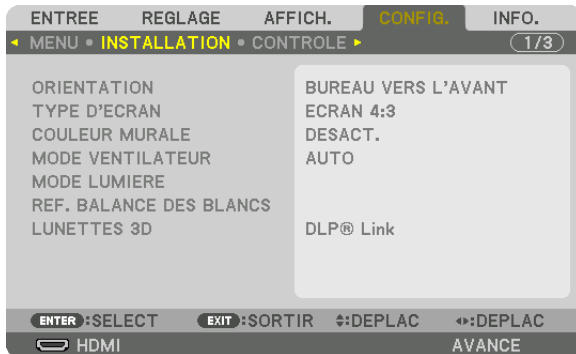 ENTREE REGLAGE AFFICH. CONFIG. INFO.
MENU • INSTALLATION • CONTROLE 1/3
ORIENTATION BUREAU VERS L'AVANT
TYPE D'ECRAN ECRAN 4:3
COULEUR MURALE DESACT.
MODE VENTILATEUR AUTO
MODE LUMIERE
REF. BALANCE DES BLANCS
LUNETTES 3D DLP® Link
ENTER :SELECT EXIT :SORTIR :DEPLAC :DEPLAC
HDMI AVANCE